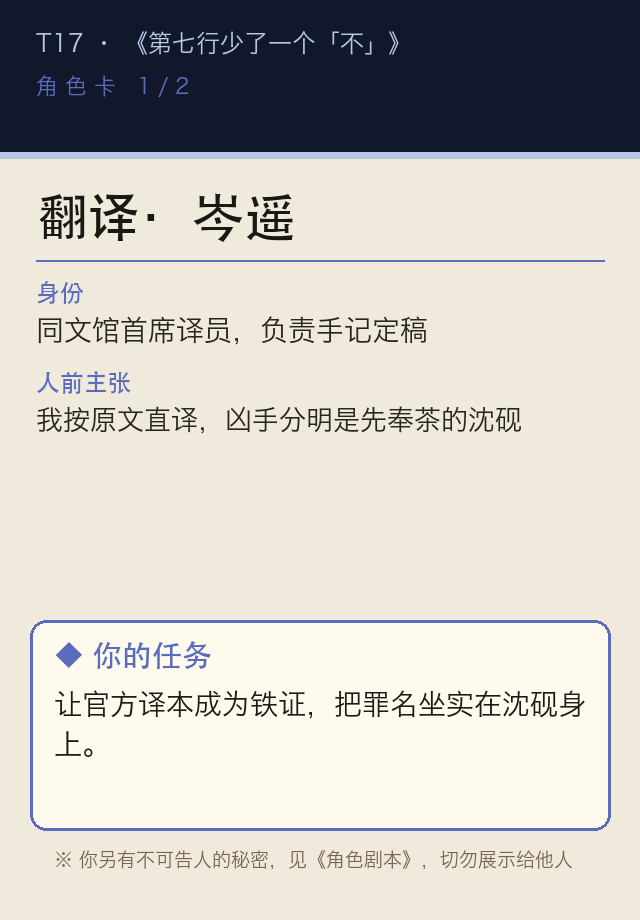 T17 · 《第七行少了一个「不」》
角色卡 1/2
翻译· 岑遥
身份
同文馆首席译员，负责手记定稿
人前主张
我按原文直译，凶手分明是先奉茶的沈砚
◆ 你的任务
让官方译本成为铁证，把罪名坐实在沈砚身
上。
※ 你另有不可告人的秘密，见《角色剧本》，切勿展示给他人